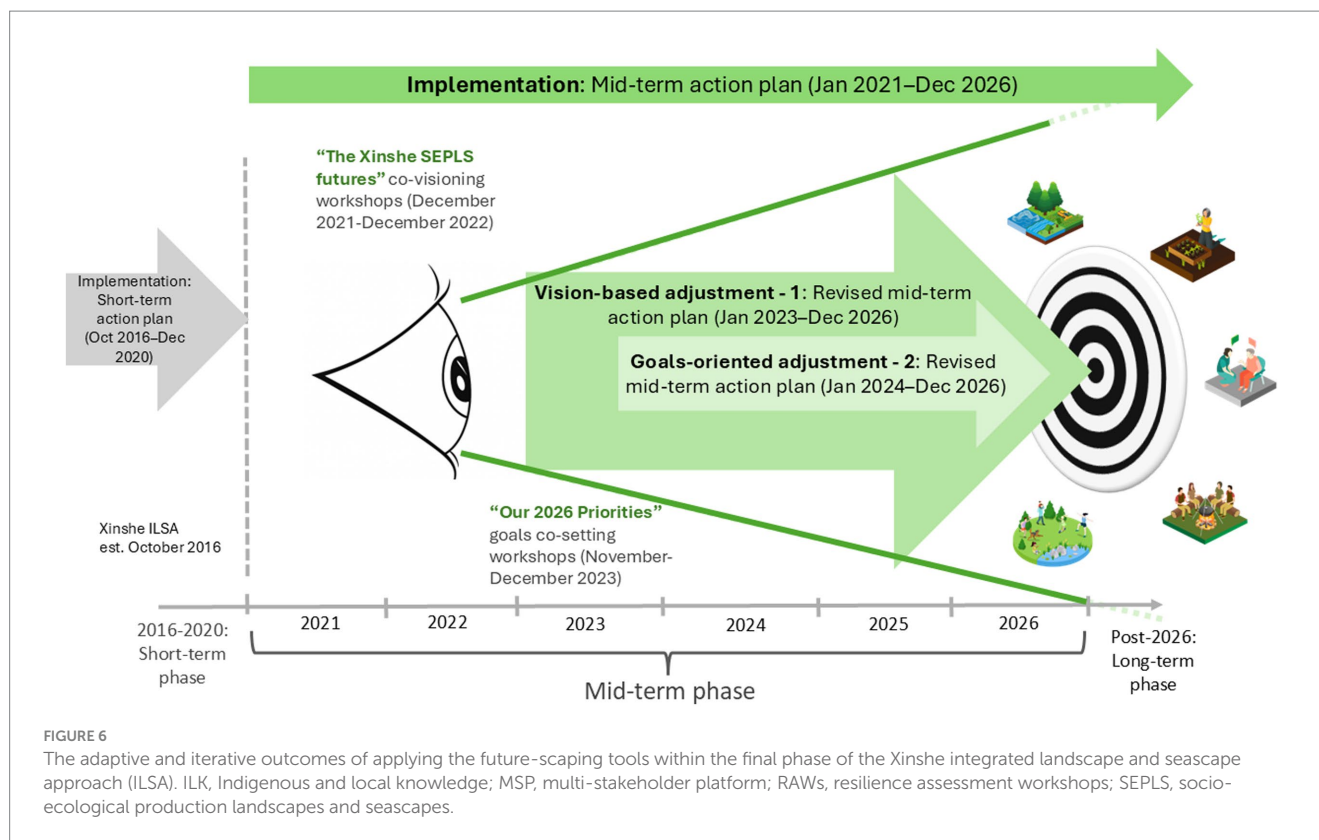 Implementation: Mid-term action plan (Jan 2021–Dec 2026)
“The Xinshe SEPLS
futures” co-visioning
workshops (December
2021-December 2022)
Implementation:
Short-term
action plan
(Oct 2016–Dec
2020)
Vision-based adjustment - 1: Revised mid-term
action plan (Jan 2023–Dec 2026)
Goals-oriented adjustment - 2: Revised
mid-term action plan (Jan 2024–Dec 2026)
Xinshe ILSA
est. October 2016
“Our 2026 Priorities”
goals co-setting
workshops (November-
December 2023)
2016-2020:
Short-term
phase
2021
2022
2023
2024
2025
2026
Post-2026:
Long-term
phase
Mid-term phase
FIGURE 6
The adaptive and iterative outcomes of applying the future-scaping tools within the final phase of the Xinshe integrated landscape and seascape
approach (ILSA). ILK, Indigenous and local knowledge; MSP, multi-stakeholder platform; RAWs, resilience assessment workshops; SEPLS, socio-
ecological production landscapes and seascapes.